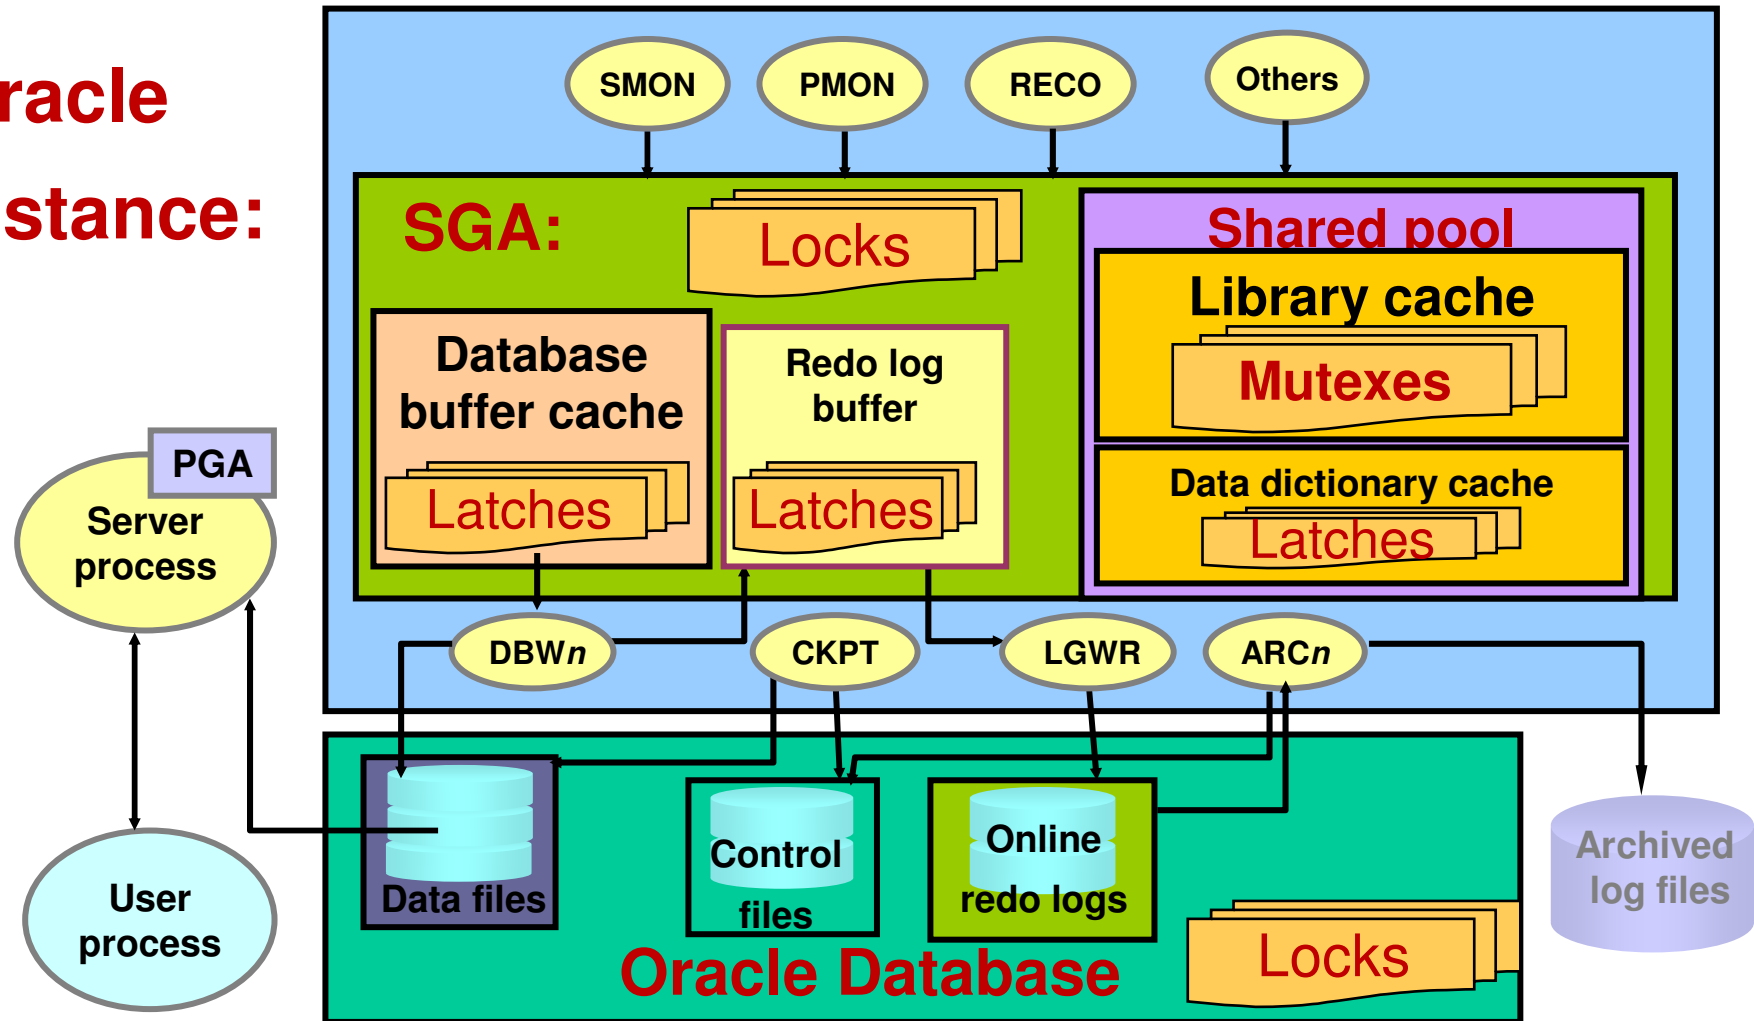 racle
stance:
SMON
PMON
RECO
Others
SGA:
Locks
Shared pool
Library cache
Mutexes
Database
buffer cache
Latches
Redo log
buffer
Latches
Data dictionary cache
Latches
PGA
Server
process
DBWn
CKPT
LGWR
ARCn
User
process
Data files
Control
files
Online
redo logs
Locks
Archived
log files
Oracle Database